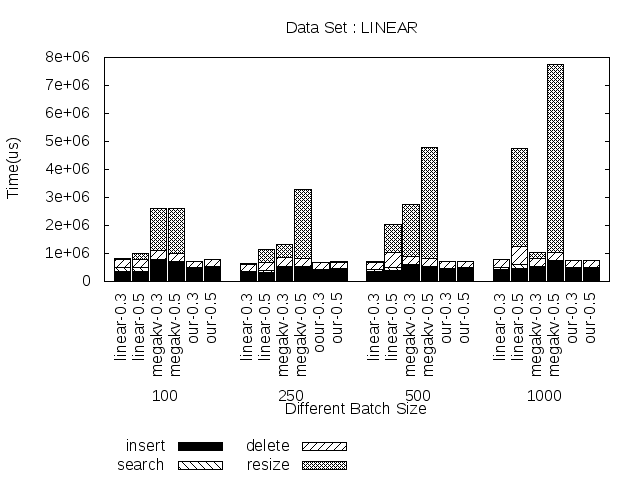 Data Set : LINEAR
8e+06
7e+06
6e+06
5e+06
4e+06
3e+06
2e+06
1e+06
0
Time(us)
linear-0.3
linear-0.5
megakv-0.3
megakv-0.5
our-0.3
our-0.5
linear-0.3
linear-0.5
megakv-0.3
megakv-0.5
oour-0.3
our-0.5
linear-0.3
linear-0.5
megakv-0.3
megakv-0.5
our-0.3
our-0.5
linear-0.3
linear-0.5
megakv-0.3
megakv-0.5
our-0.3
our-0.5
100 250 500 1000
Different Batch Size
insert delete
search resize